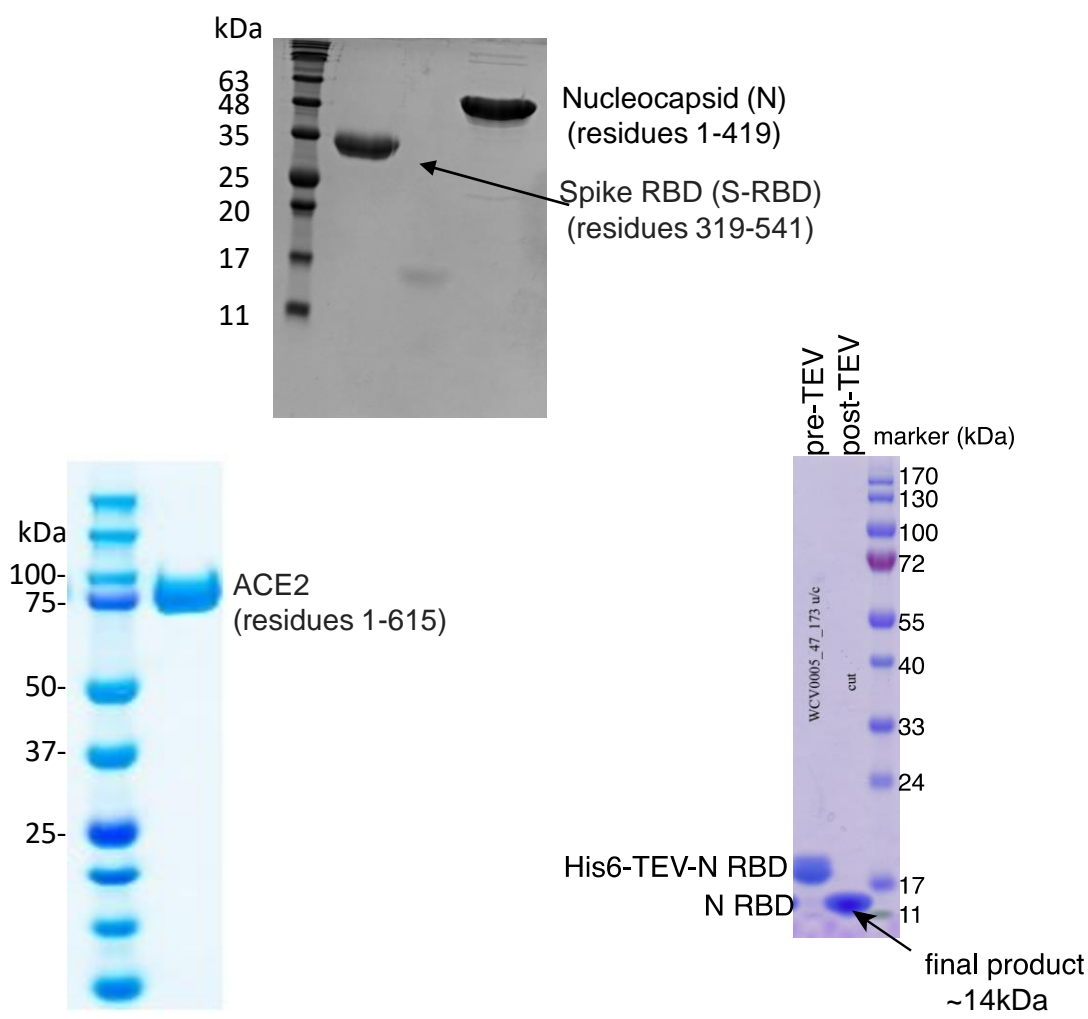 kDa
63
48
35
25
20
17
11
Nucleocapsid (N)
(residues 1-419)
Spike RBD (S-RBD)
(residues 319-541)
kDa
100-
75-
50-
37-
25-
ACE2
(residues 1-615)
pre-TEV
post-TEV
marker (kDa)
170
130
100
72
55
40
33
24
17
11
WCV0005_47_173 u/c
cut
His6-TEV-N RBD
N RBD
final product
~14kDa